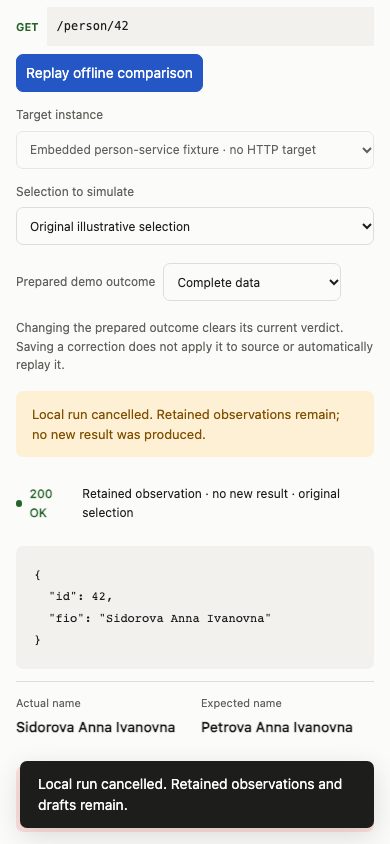 GET /person/42
Replay offline comparison
Target instance
Embedded person-service fixture · no HTTP target
Selection to simulate
Original illustrative selection
Prepared demo outcome Complete data
Changing the prepared outcome clears its current verdict.
Saving a correction does not apply it to source or automatically
replay it.
Local run cancelled. Retained observations remain;
no new result was produced.
200 OK
Retained observation · no new result · original
selection
{
"id": 42,
"fio": "Sidorova Anna Ivanovna"
}
Actual name Expected name
Sidorova Anna Ivanovna Petrova Anna Ivanovna
Local run cancelled. Retained observations and
drafts remain.